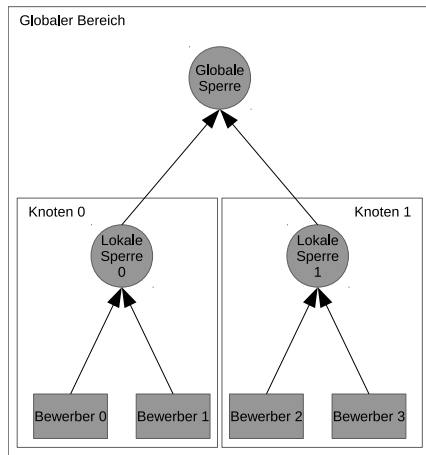 Globaler Bereich
Globale
Sperre
Knoten 0
Knoten 1
Lokale
Sperre
0
Lokale
Sperre
1
Bewerber 0
Bewerber 1
Bewerber 2
Bewerber 3